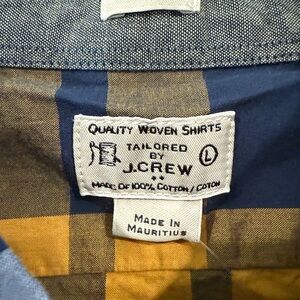 QUALITY WOVEN SHIRTS
TAILORED
BY
J.CREW
L
MADE OF 100% COTTON / COTON
MADE IN
MAURITIUS